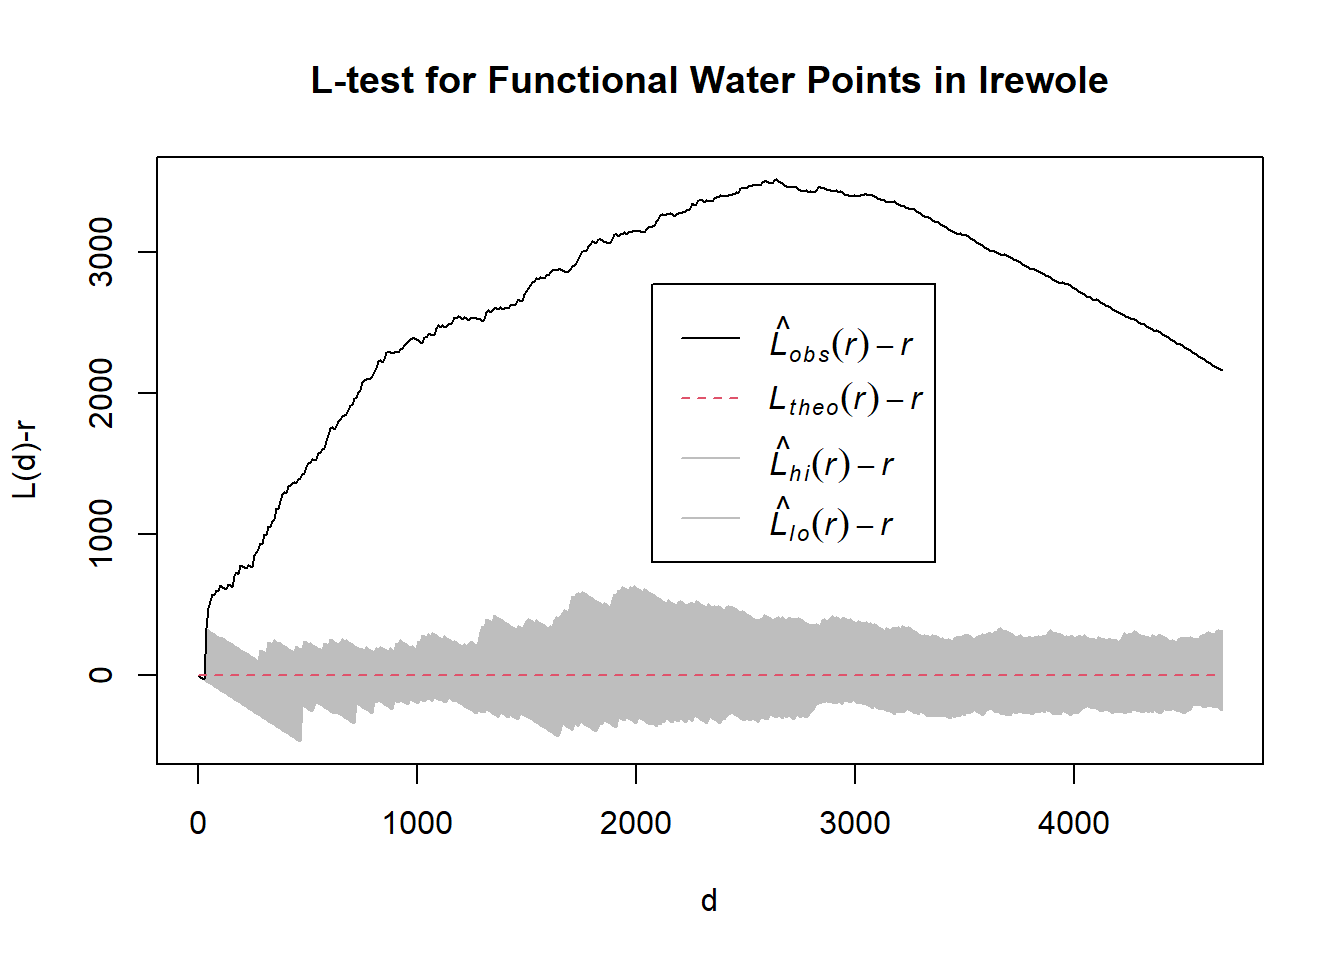 L-test for Functional Water Points in Irewole
L(d)-r
3000
2000
1000
0
L̂obs(r) − r
Ltheo(r) − r
L̂hi(r) − r
L̂lo(r) − r
0 1000 2000 3000 4000
d